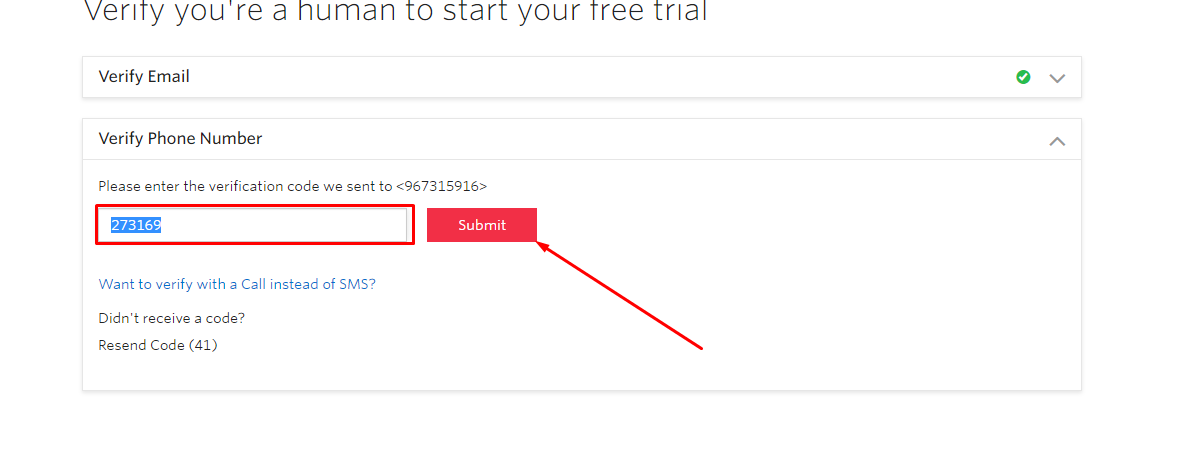 Verify you're a human to start your free trial
Verify Email
Verify Phone Number
Please enter the verification code we sent to <967315916>
273169
Submit
Want to verify with a Call instead of SMS?
Didn't receive a code?
Resend Code (41)